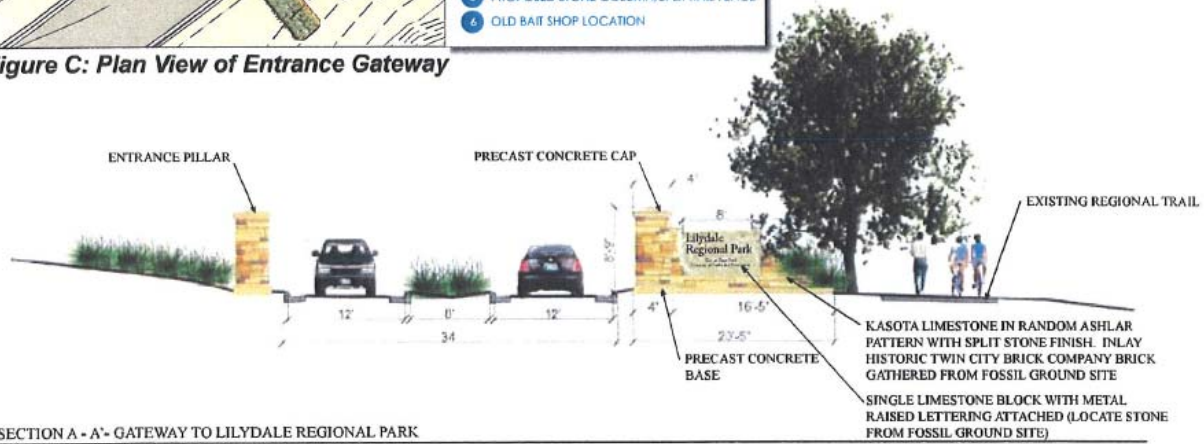 6 OLD BAIT SHOP LOCATION
igure C: Plan View of Entrance Gateway
ENTRANCE PILLAR
PRECAST CONCRETE CAP
4'
8'
EXISTING REGIONAL TRAIL
Lilydale
Regional Park
8'-9"
12'
8'
12'
4'
16'-5"
34
23'-5"
PRECAST CONCRETE
BASE
KASOTA LIMESTONE IN RANDOM ASHLAR
PATTERN WITH SPLIT STONE FINISH. INLAY
HISTORIC TWIN CITY BRICK COMPANY BRICK
GATHERED FROM FOSSIL GROUND SITE
SINGLE LIMESTONE BLOCK WITH METAL
RAISED LETTERING ATTACHED (LOCATE STONE
FROM FOSSIL GROUND SITE)
SECTION A - A'- GATEWAY TO LILYDALE REGIONAL PARK